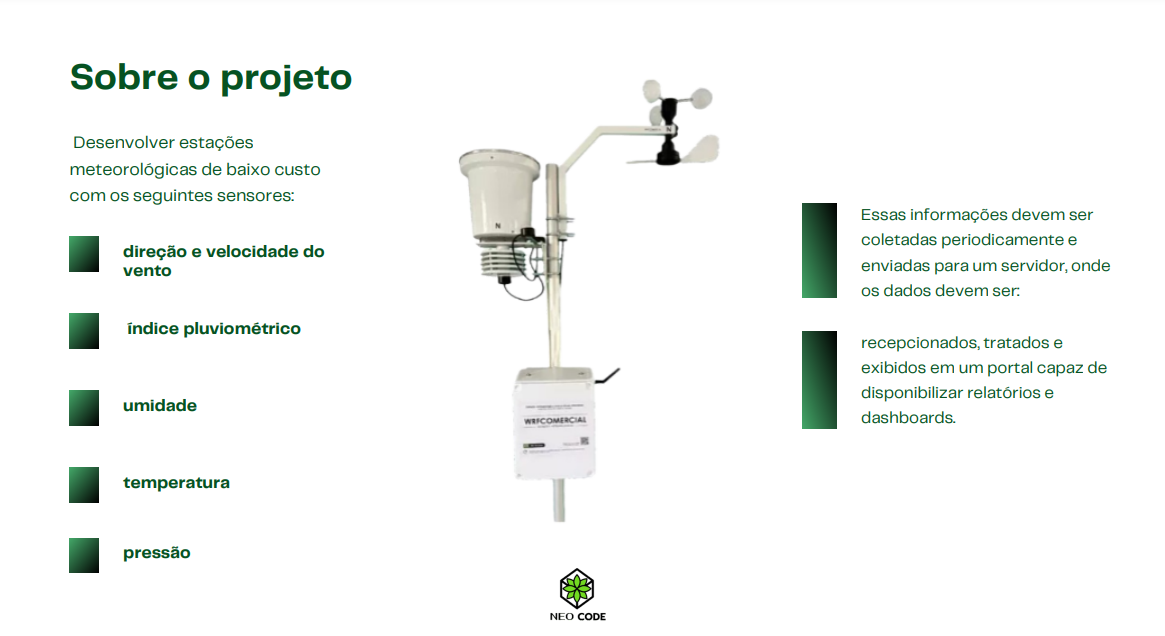 Sobre o projeto
Desenvolver estações
meteorológicas de baixo custo
com os seguintes sensores:
direção e velocidade do
vento
índice pluviométrico
umidade
temperatura
pressão
N
N
WRFCOMERCIAL
Essas informações devem ser
coletadas periodicamente e
enviadas para um servidor, onde
os dados devem ser:
recepcionados, tratados e
exibidos em um portal capaz de
disponibilizar relatórios e
dashboards.
NEO CODE